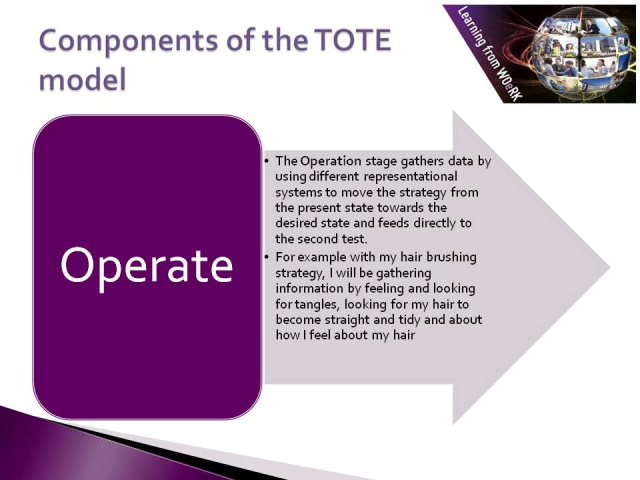 Components of the TOTE
model
Learning from WOeRK
Operate
• The Operation stage gathers data by
using different representational
systems to move the strategy from
the present state towards the
desired state and feeds directly to
the second test.
• For example with my hair brushing
strategy, I will be gathering
information by feeling and looking
for tangles, looking for my hair to
become straight and tidy and about
how I feel about my hair